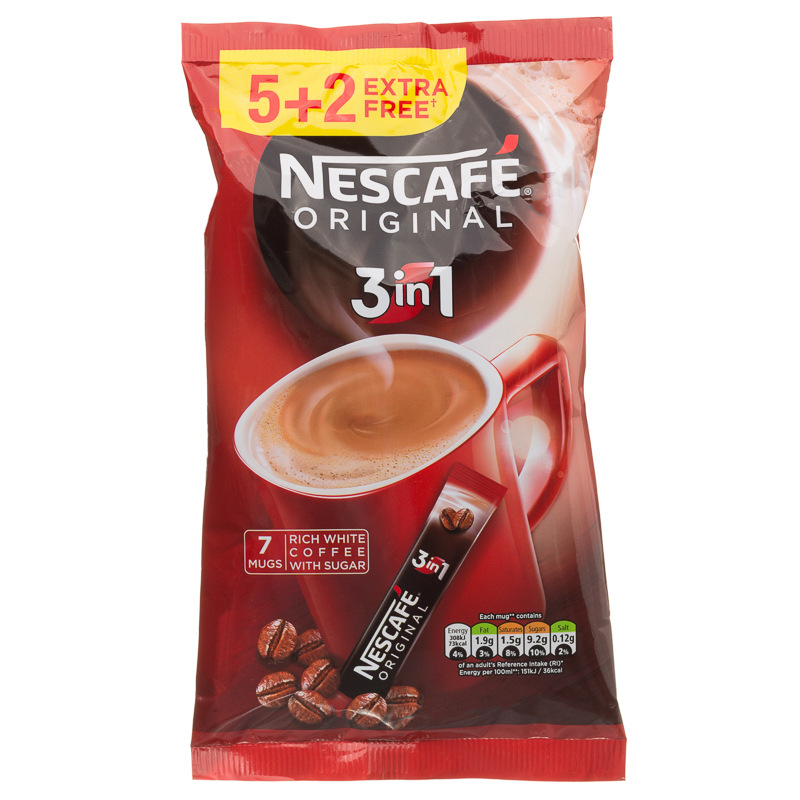 5+2 EXTRA
FREE†
NESCAFÉ®
ORIGINAL
3in1
7
MUGS
RICH WHITE
COFFEE
WITH SUGAR
3in1
NESCAFÉ
ORIGINAL
Each mug** contains
Energy Fat Saturates Sugars Salt
308kJ
73kcal 1.9g 1.5g 9.2g 0.12g
4% 3% 8% 10% 2%
of an adult's Reference Intake (RI)*
Energy per 100ml**: 151kJ / 36kcal